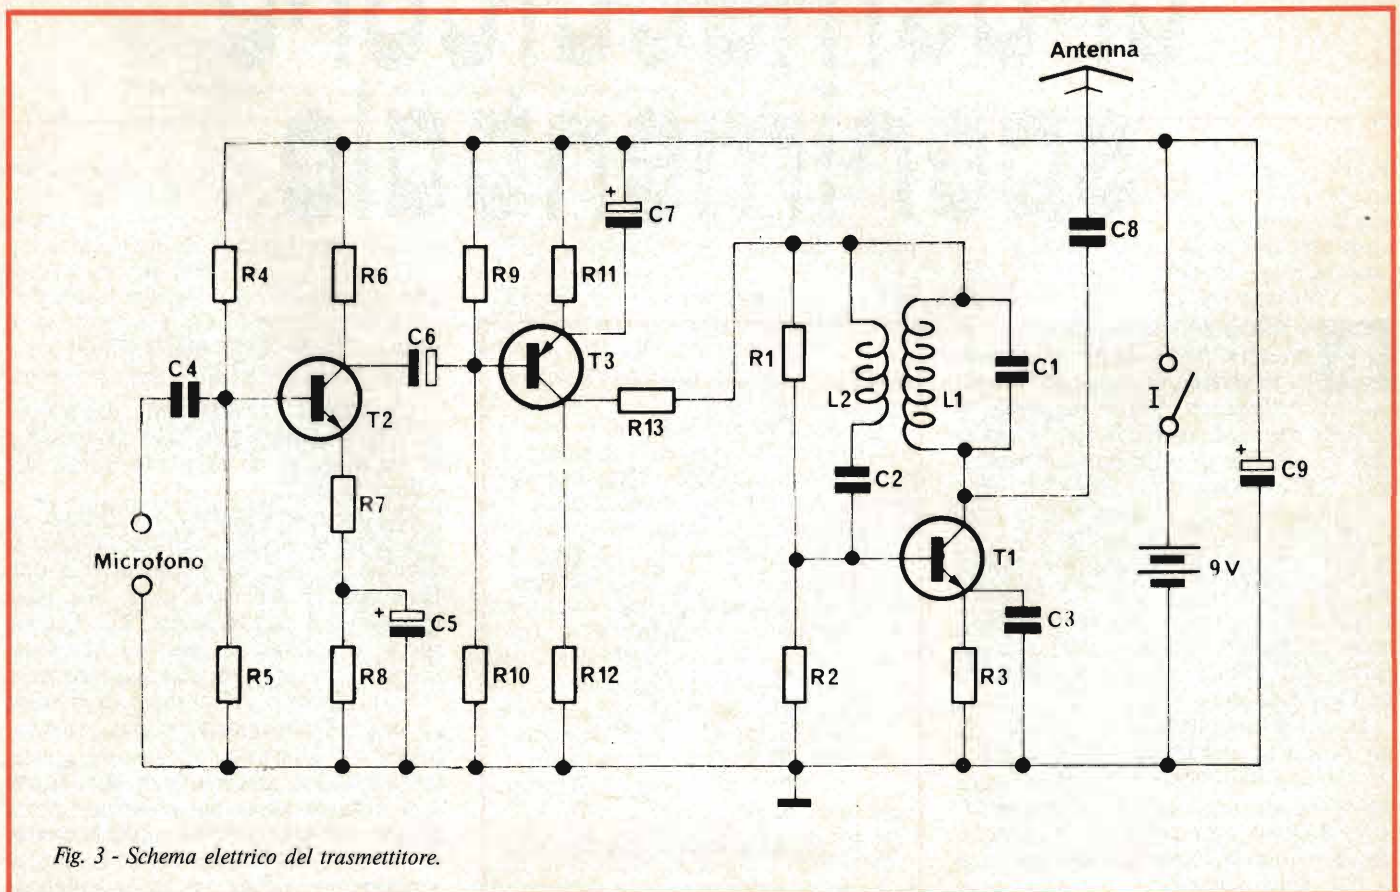 Antenna
+
C7
C8
R4
R6
R9
R11
C6
R1
C1
C4
T3
L2
L1
I
T2
R13
+
C9
C2
R7
Microfono
T1
9V
+
C5
C3
R5
R8
R10
R12
R2
R3
Fig. 3 - Schema elettrico del trasmettitore.